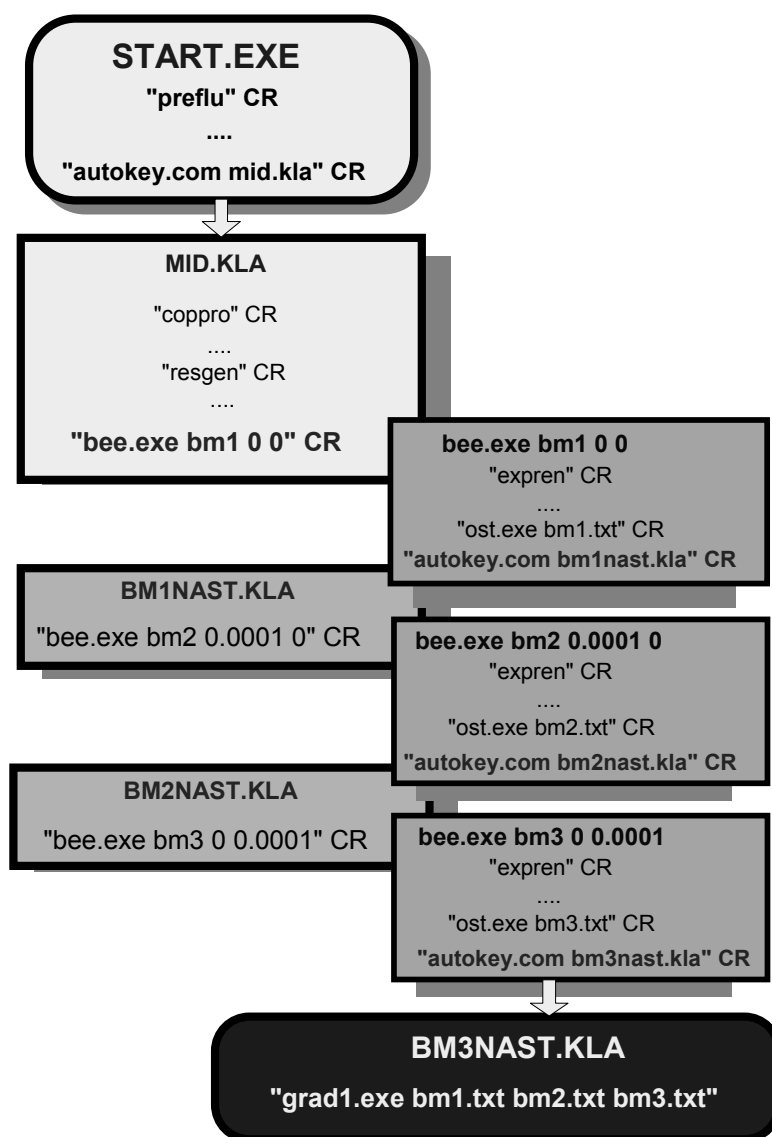 START.EXE
"preflu" CR
....
"autokey.com mid.kla" CR
MID.KLA
"coppro" CR
....
"resgen" CR
....
"bee.exe bm1 0 0" CR
bee.exe bm1 0 0
"expren" CR
....
"ost.exe bm1.txt" CR
"autokey.com bm1nast.kla" CR
BM1NAST.KLA
"bee.exe bm2 0.0001 0" CR
bee.exe bm2 0.0001 0
"expren" CR
....
"ost.exe bm2.txt" CR
"autokey.com bm2nast.kla" CR
BM2NAST.KLA
"bee.exe bm3 0 0.0001" CR
bee.exe bm3 0 0.0001
"expren" CR
....
"ost.exe bm3.txt" CR
"autokey.com bm3nast.kla" CR
BM3NAST.KLA
"grad1.exe bm1.txt bm2.txt bm3.txt"